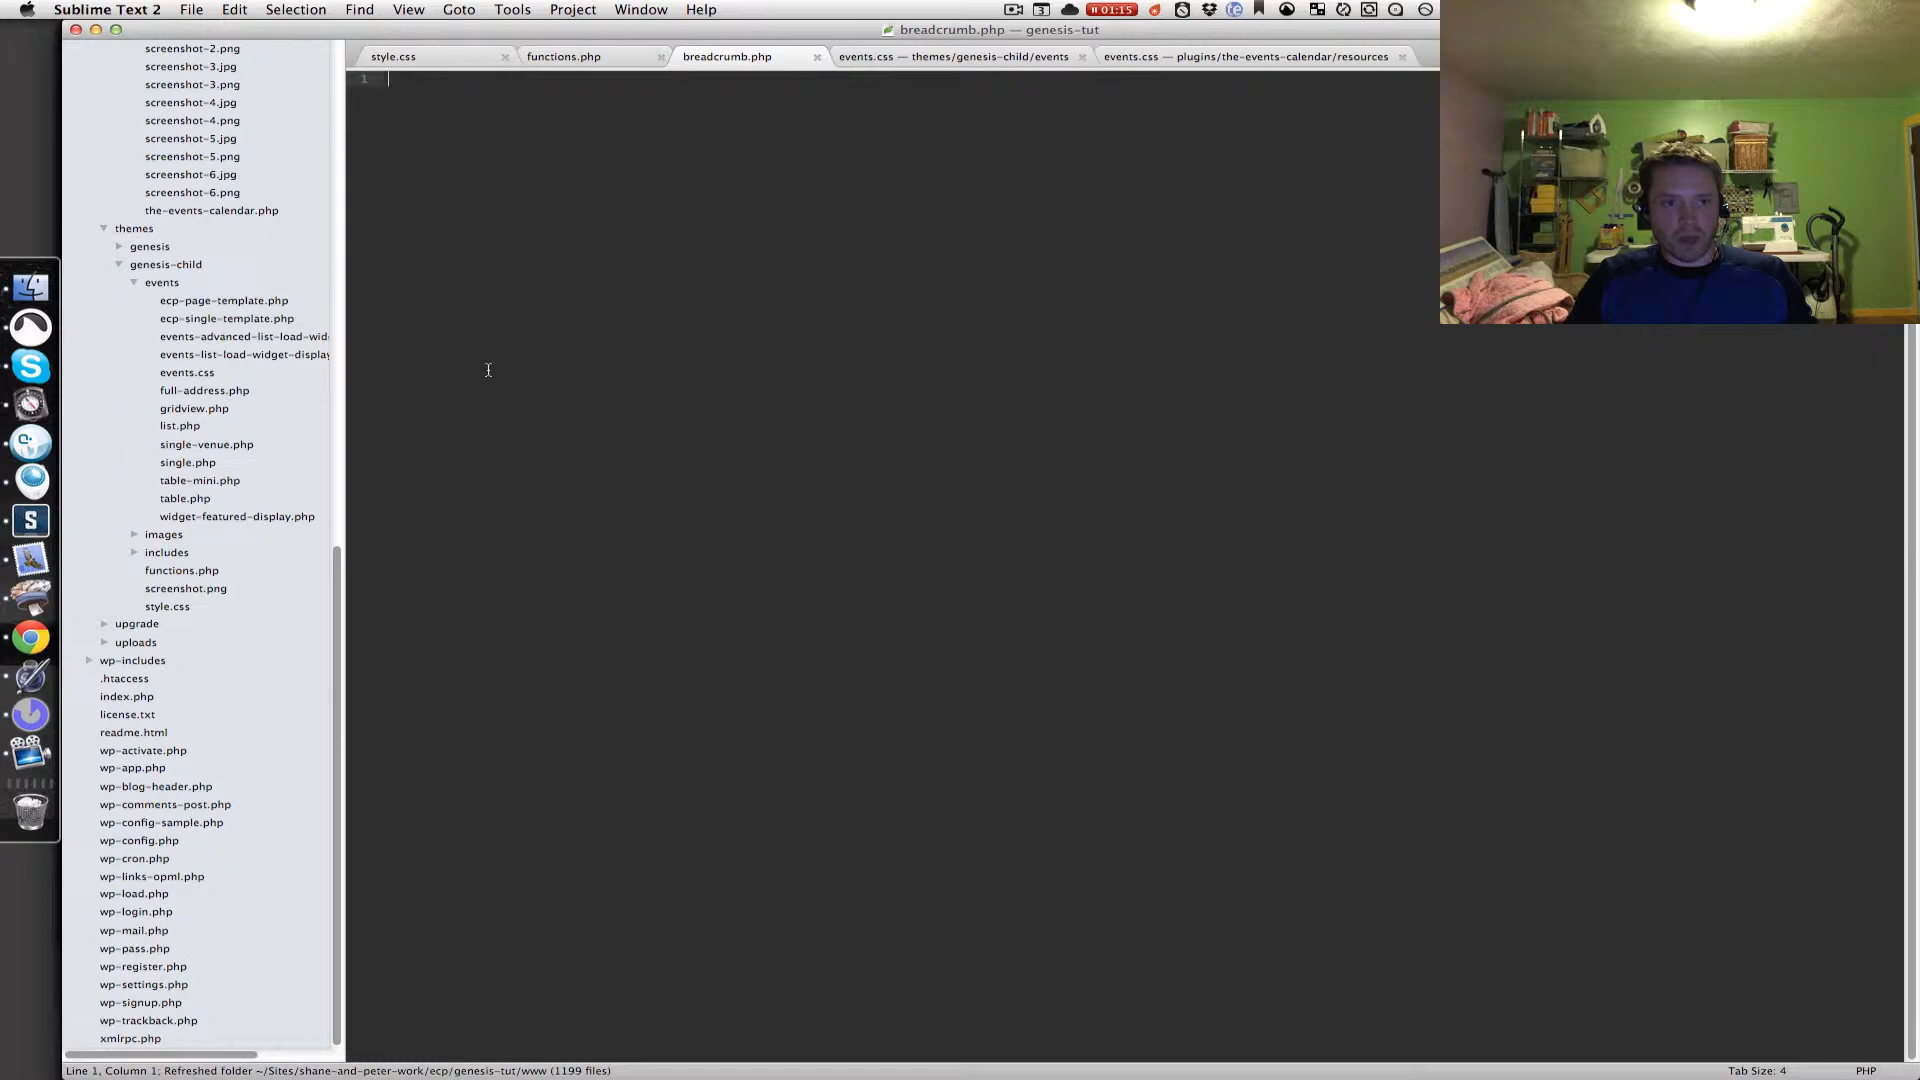 Sublime Text 2 File Edit Selection Find View Goto Tools Project Window Help 3 01:15
breadcrumb.php — genesis-tut
style.css functions.php breadcrumb.php events.css — themes/genesis-child/events events.css — plugins/the-events-calendar/resources
1
screenshot-2.png
screenshot-3.jpg
screenshot-3.png
screenshot-4.jpg
screenshot-4.png
screenshot-5.jpg
screenshot-5.png
screenshot-6.jpg
screenshot-6.png
the-events-calendar.php
themes
genesis
genesis-child
events
ecp-page-template.php
ecp-single-template.php
events-advanced-list-load-wid
events-list-load-widget-display
events.css
full-address.php
gridview.php
list.php
single-venue.php
single.php
table-mini.php
table.php
widget-featured-display.php
images
includes
functions.php
screenshot.png
style.css
upgrade
uploads
wp-includes
.htaccess
index.php
license.txt
readme.html
wp-activate.php
wp-app.php
wp-blog-header.php
wp-comments-post.php
wp-config-sample.php
wp-config.php
wp-cron.php
wp-links-opml.php
wp-load.php
wp-login.php
wp-mail.php
wp-pass.php
wp-register.php
wp-settings.php
wp-signup.php
wp-trackback.php
xmlrpc.php
Line 1, Column 1; Refreshed folder ~/Sites/shane-and-peter-work/ecp/genesis-tut/www (1199 files) Tab Size: 4 PHP